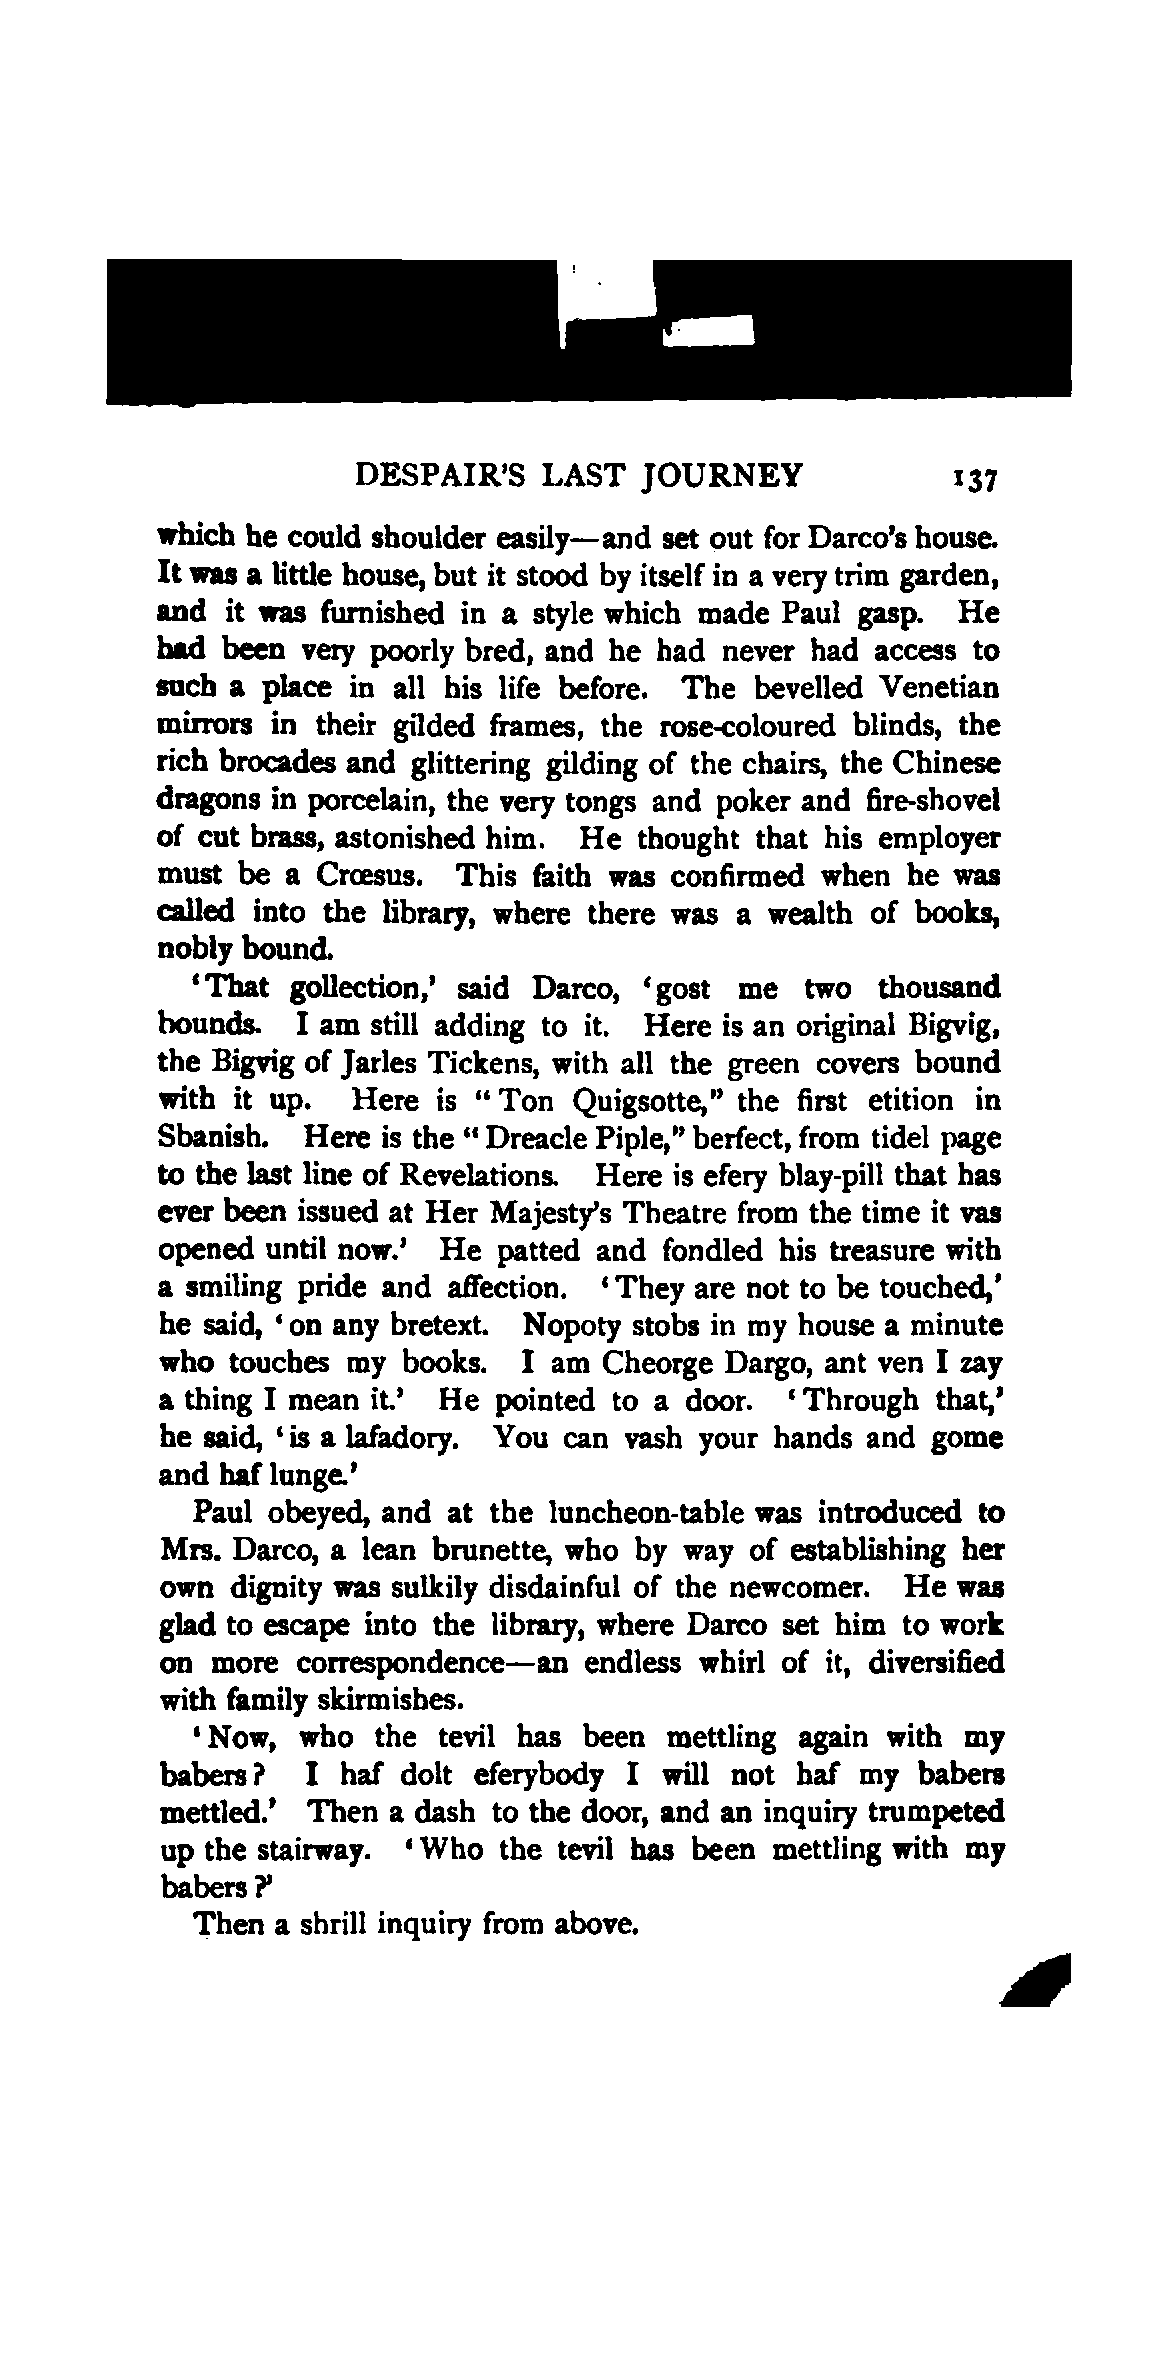 DESPAIR'S LAST JOURNEY 137
which he could shoulder easily—and set out for Darco's house.
It was a little house, but it stood by itself in a very trim garden,
and it was furnished in a style which made Paul gasp. He
had been very poorly bred, and he had never had access to
such a place in all his life before. The bevelled Venetian
mirrors in their gilded frames, the rose-coloured blinds, the
rich brocades and glittering gilding of the chairs, the Chinese
dragons in porcelain, the very tongs and poker and fire-shovel
of cut brass, astonished him. He thought that his employer
must be a Crœsus. This faith was confirmed when he was
called into the library, where there was a wealth of books,
nobly bound.
'That gollection,' said Darco, 'gost me two thousand
bounds. I am still adding to it. Here is an original Bigvig,
the Bigvig of Jarles Tickens, with all the green covers bound
with it up. Here is "Ton Quigsotte," the first etition in
Sbanish. Here is the "Dreacle Piple," berfect, from tidel page
to the last line of Revelations. Here is efery blay-pill that has
ever been issued at Her Majesty's Theatre from the time it vas
opened until now.' He patted and fondled his treasure with
a smiling pride and affection. 'They are not to be touched,'
he said, 'on any bretext. Nopoty stobs in my house a minute
who touches my books. I am Cheorge Dargo, ant ven I zay
a thing I mean it.' He pointed to a door. 'Through that,'
he said, 'is a lafadory. You can vash your hands and gome
and haf lunge.'
Paul obeyed, and at the luncheon-table was introduced to
Mrs. Darco, a lean brunette, who by way of establishing her
own dignity was sulkily disdainful of the newcomer. He was
glad to escape into the library, where Darco set him to work
on more correspondence—an endless whirl of it, diversified
with family skirmishes.
'Now, who the tevil has been mettling again with my
babers? I haf dolt eferybody I will not haf my babers
mettled.' Then a dash to the door, and an inquiry trumpeted
up the stairway. 'Who the tevil has been mettling with my
babers?'
Then a shrill inquiry from above.